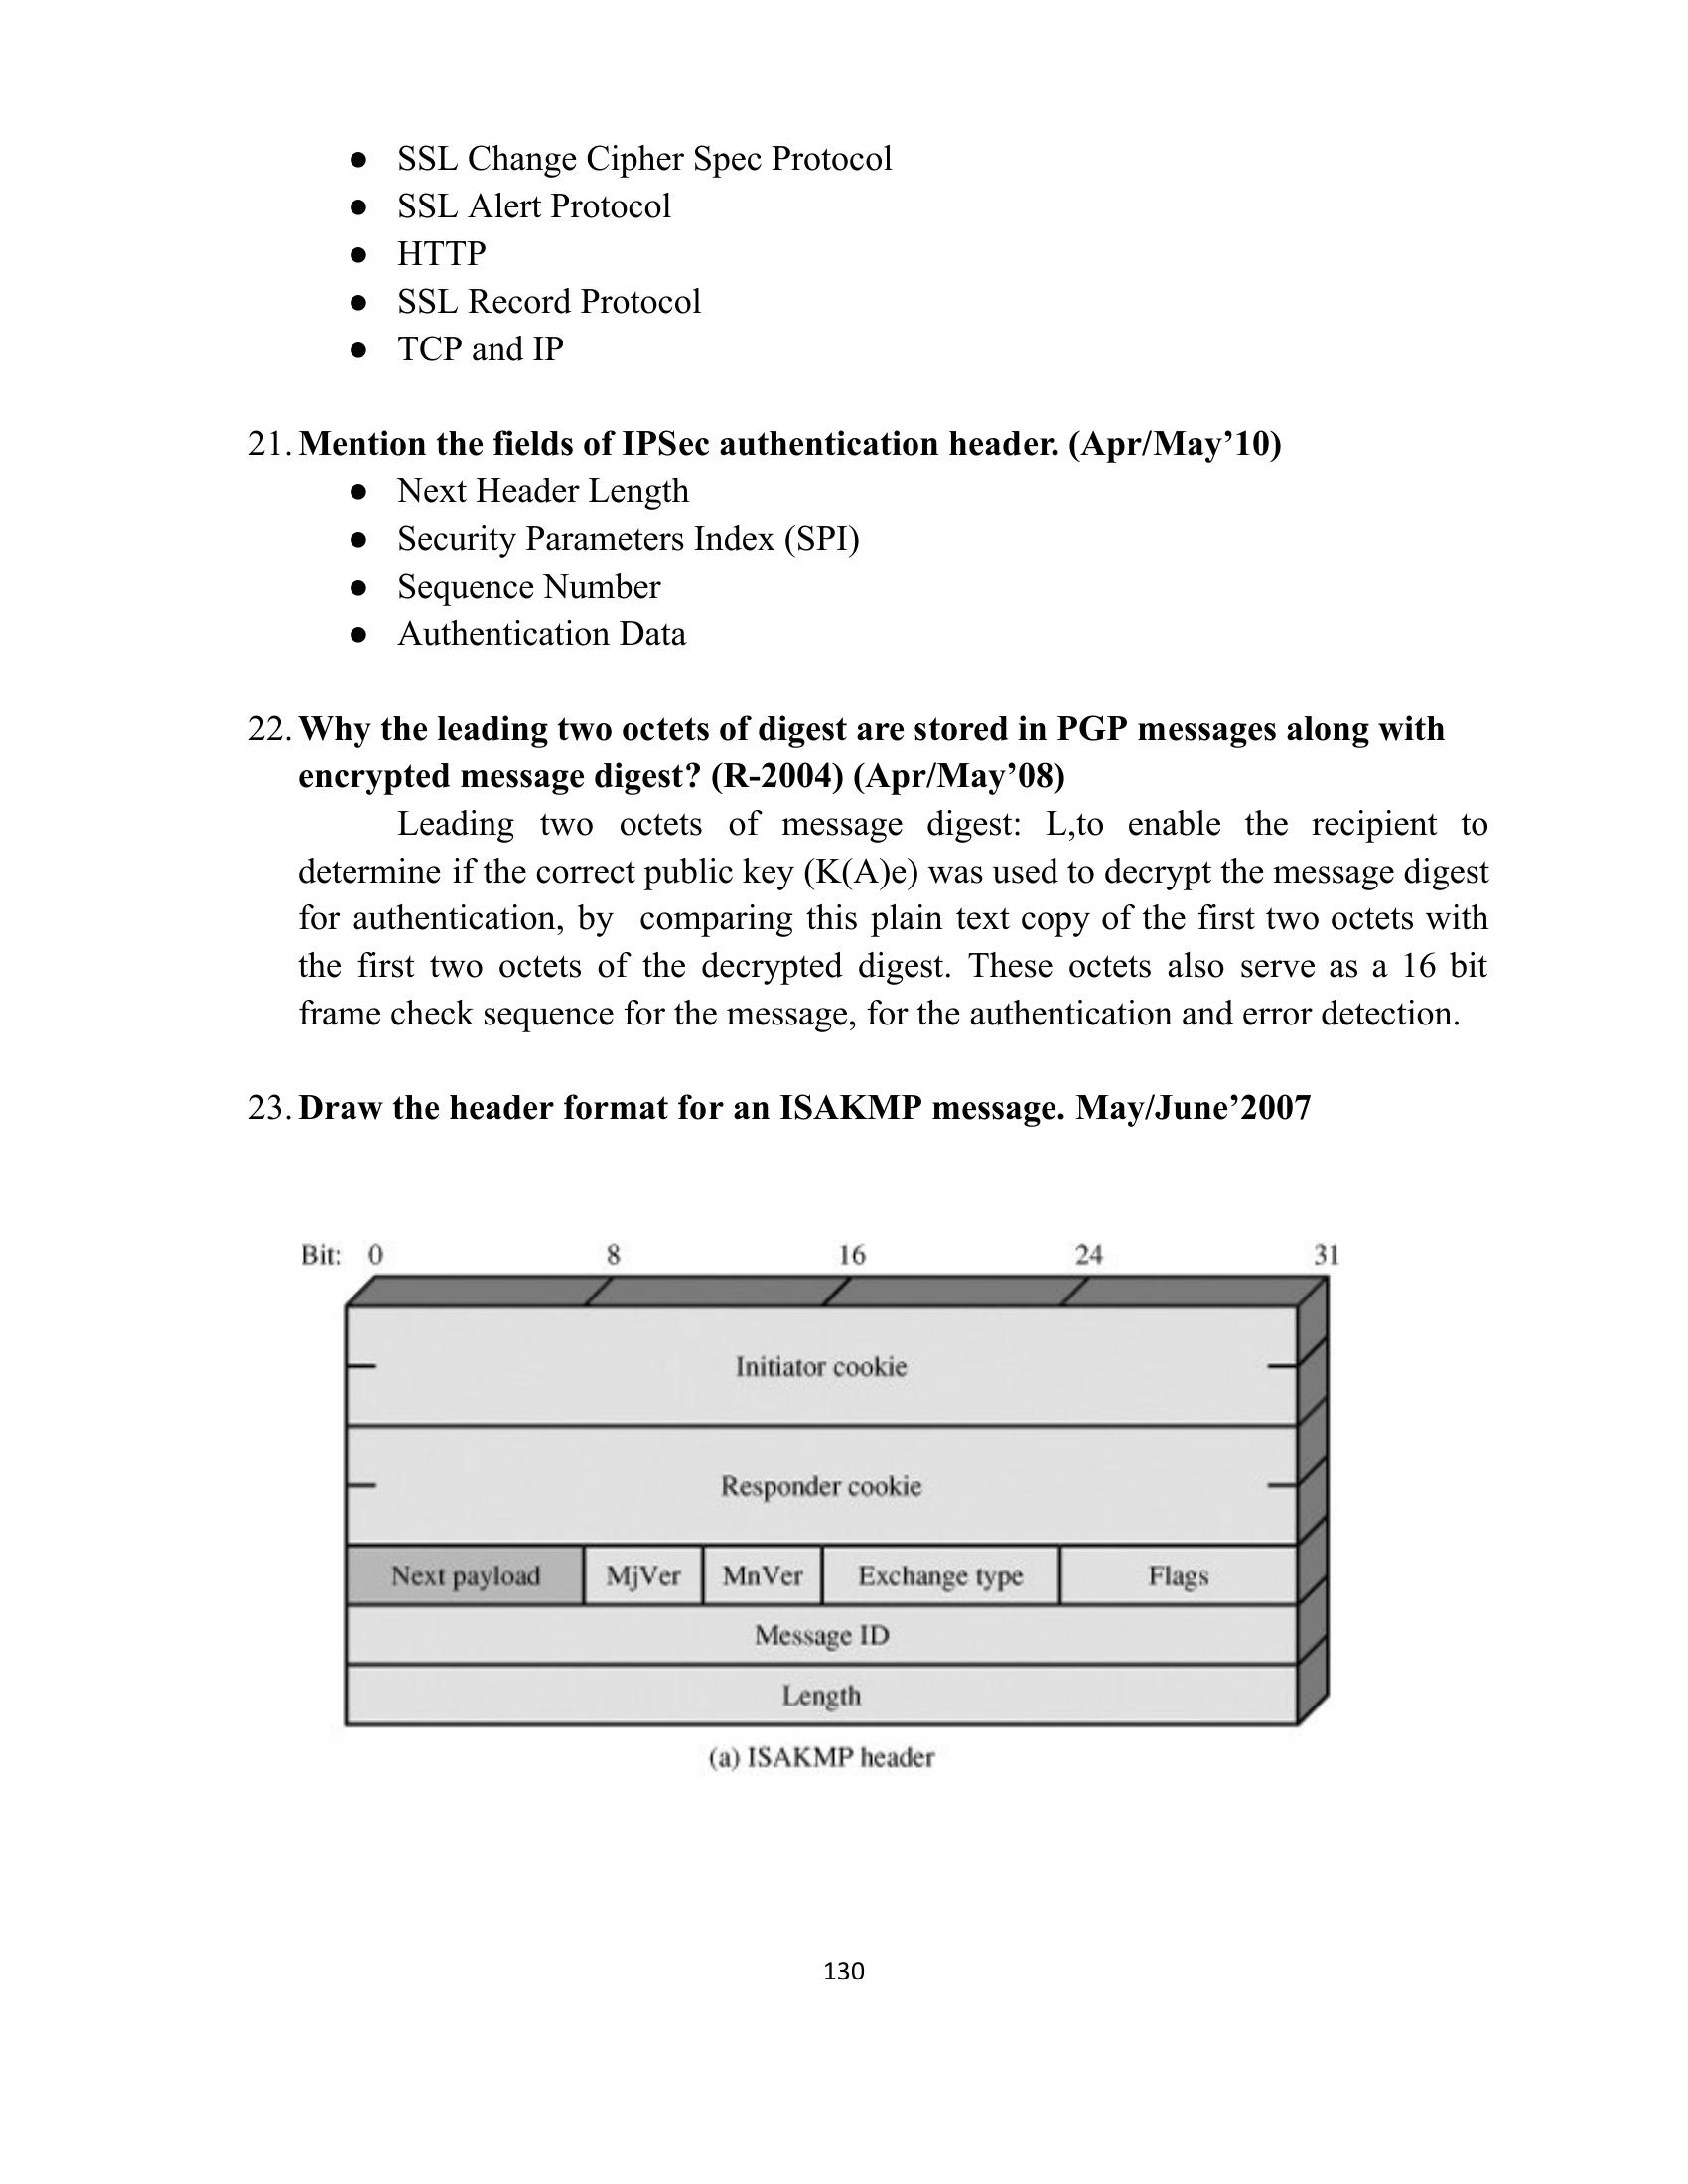 ● SSL Change Cipher Spec Protocol
● SSL Alert Protocol
● HTTP
● SSL Record Protocol
● TCP and IP
21. Mention the fields of IPSec authentication header. (Apr/May’10)
● Next Header Length
● Security Parameters Index (SPI)
● Sequence Number
● Authentication Data
22. Why the leading two octets of digest are stored in PGP messages along with
encrypted message digest? (R-2004) (Apr/May’08)
Leading two octets of message digest: L,to enable the recipient to
determine if the correct public key (K(A)e) was used to decrypt the message digest
for authentication, by comparing this plain text copy of the first two octets with
the first two octets of the decrypted digest. These octets also serve as a 16 bit
frame check sequence for the message, for the authentication and error detection.
23. Draw the header format for an ISAKMP message. May/June’2007
Bit: 0 8 16 24 31
Initiator cookie
Responder cookie
Next payload MjVer MnVer Exchange type Flags
Message ID
Length
(a) ISAKMP header
130